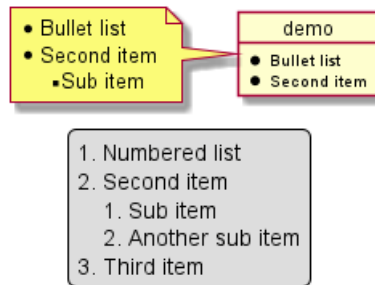 • Bullet list
• Second item
▪Sub item
demo
• Bullet list
• Second item
1. Numbered list
2. Second item
1. Sub item
2. Another sub item
3. Third item